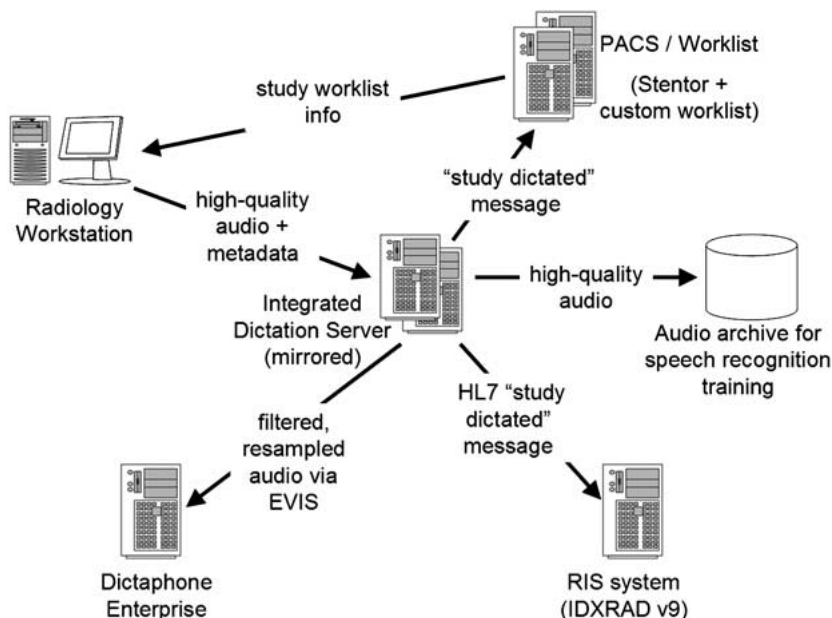 PACS / Worklist
(Stentor +
custom worklist)
study worklist
info
Radiology
Workstation
high-quality
audio +
metadata
“study dictated”
message
Integrated
Dictation Server
(mirrored)
high-quality
audio
Audio archive for
speech recognition
training
filtered,
resampled
audio via
EVIS
HL7 “study
dictated”
message
Dictaphone
Enterprise
RIS system
(IDXRAD v9)